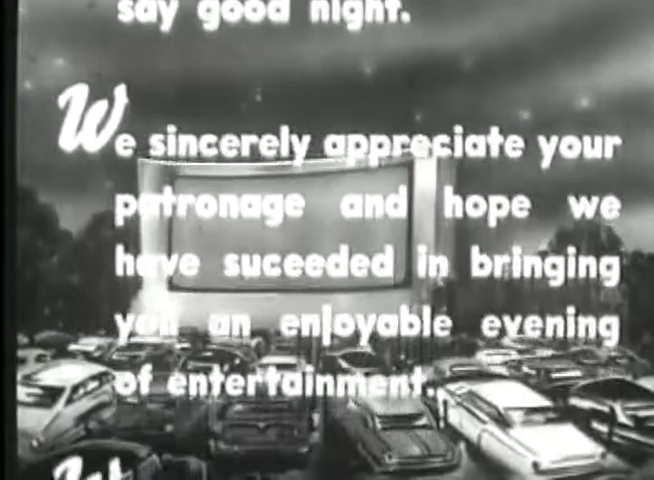 say good night.
We sincerely appreciate your
patronage and hope we
have suceeded in bringing
you an enjoyable evening
of entertainment.
W